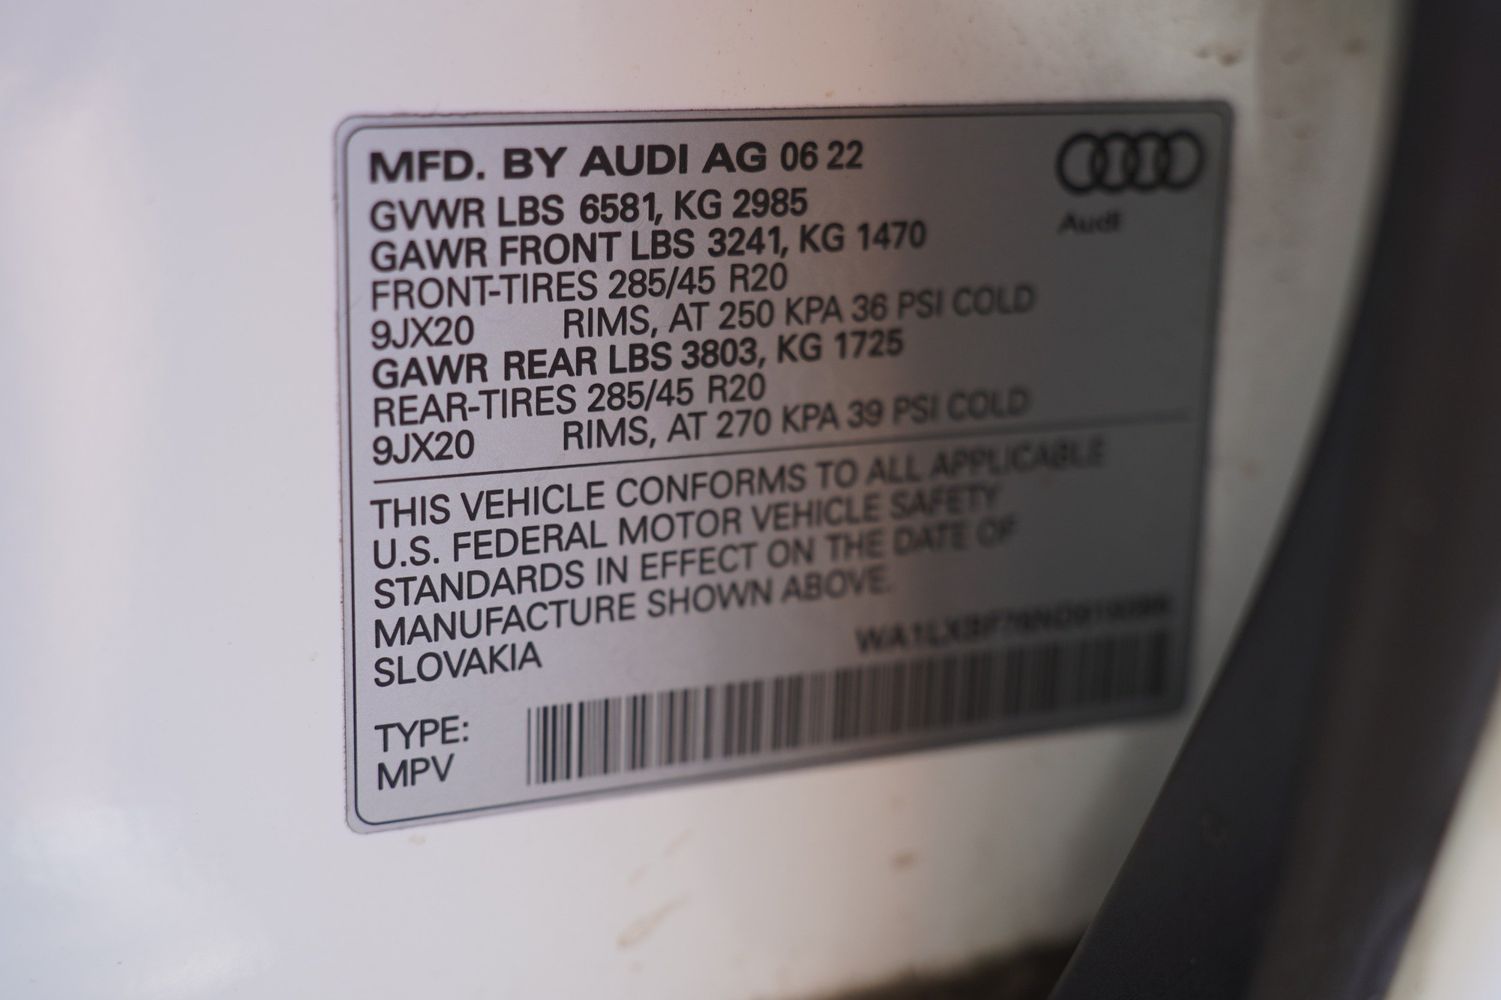 MFD. BY AUDI AG 06 22
Audi
GVWR LBS 6581, KG 2985
GAWR FRONT LBS 3241, KG 1470
FRONT-TIRES 285/45 R20
9JX20 RIMS, AT 250 KPA 36 PSI COLD
GAWR REAR LBS 3803, KG 1725
REAR-TIRES 285/45 R20
9JX20 RIMS, AT 270 KPA 39 PSI COLD
THIS VEHICLE CONFORMS TO ALL APPLICABLE
U.S. FEDERAL MOTOR VEHICLE SAFETY
STANDARDS IN EFFECT ON THE DATE OF
MANUFACTURE SHOWN ABOVE.
SLOVAKIA
TYPE:
MPV